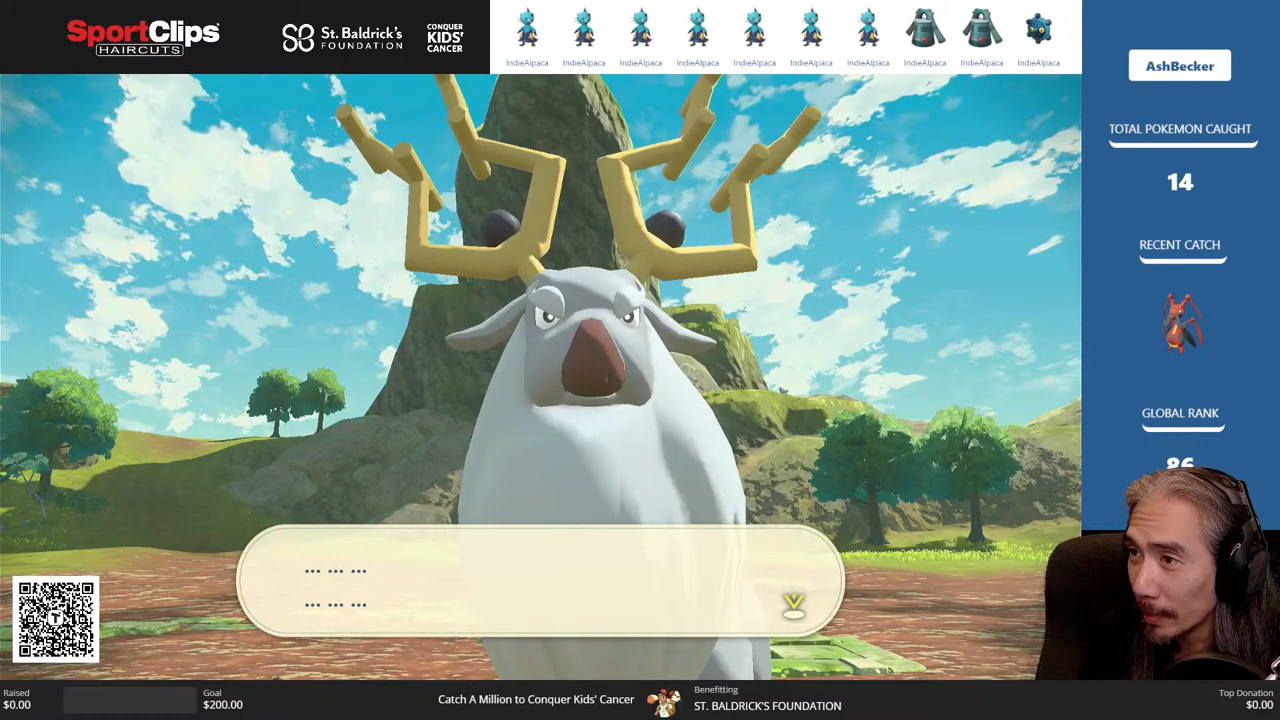 SportClips
HAIRCUTS
St. Baldrick's
FOUNDATION
CONQUER
KIDS'
CANCER
IndieAlpaca IndieAlpaca IndieAlpaca IndieAlpaca IndieAlpaca IndieAlpaca IndieAlpaca IndieAlpaca IndieAlpaca IndieAlpaca
AshBecker
TOTAL POKEMON CAUGHT
14
RECENT CATCH
GLOBAL RANK
86
... ... ...
... ... ...
Raised
$0.00
Goal
$200.00
Catch A Million to Conquer Kids' Cancer
Benefitting
ST. BALDRICK'S FOUNDATION
Top Donation
$0.00